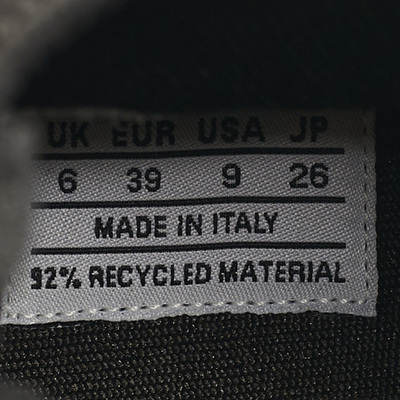 UK EUR USA JP
6 39 9 26
MADE IN ITALY
92% RECYCLED MATERIAL